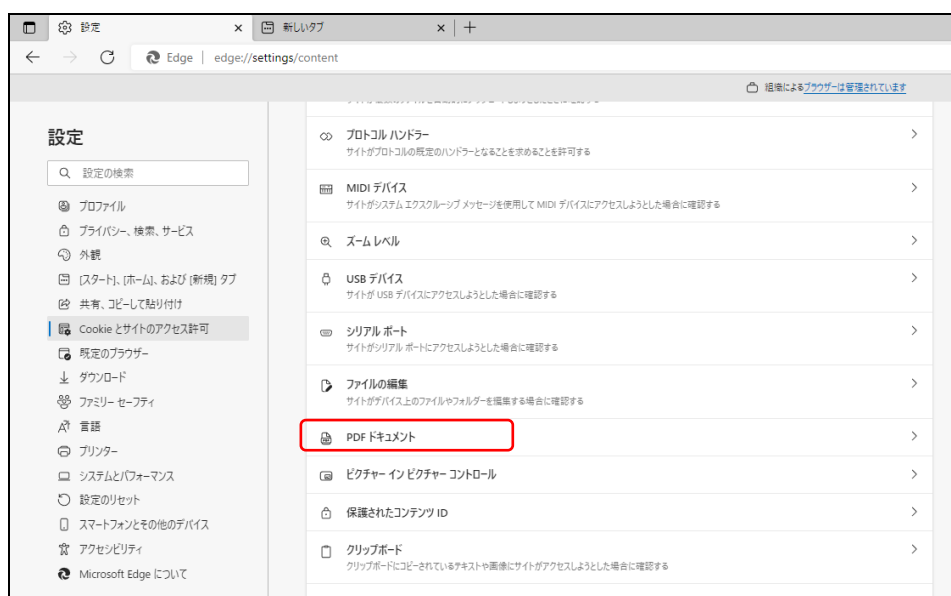 設定
新しいタブ
Edge | edge://settings/content
組織によるブラウザーは管理されています
設定
設定の検索
プロファイル
プライバシー、検索、サービス
外観
[スタート]、[ホーム]、および [新規] タブ
共有、コピーして貼り付け
Cookie とサイトのアクセス許可
既定のブラウザー
ダウンロード
ファミリー セーフティ
言語
プリンター
システムとパフォーマンス
設定のリセット
スマートフォンとその他のデバイス
アクセシビリティ
Microsoft Edge について
プロトコル ハンドラー
サイトがプロトコルの既定のハンドラーとなることを求めることを許可する
MIDI デバイス
サイトがシステム エクスクルーシブ メッセージを使用して MIDI デバイスにアクセスしようとした場合に確認する
ズーム レベル
USB デバイス
サイトが USB デバイスにアクセスしようとした場合に確認する
シリアル ポート
サイトがシリアル ポートにアクセスしようとした場合に確認する
ファイルの編集
サイトがデバイス上のファイルやフォルダーを編集する場合に確認する
PDF ドキュメント
ピクチャー イン ピクチャー コントロール
保護されたコンテンツ ID
クリップボード
クリップボードにコピーされているテキストや画像にサイトがアクセスしようとした場合に確認する